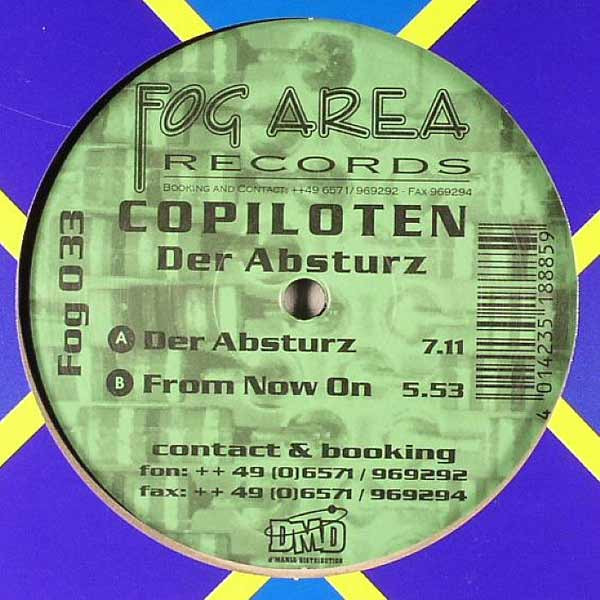 FOG AREA
RECORDS
BOOKING AND CONTACT: ++49 6571/969292 - FAX 969294
COPILOTEN
Der Absturz
Fog 033
A Der Absturz 7.11
B From Now On 5.53
4 014235 188859
contact & booking
fon: ++ 49 (0)6571 / 969292
fax: ++ 49 (0)6571 / 969294
DMD
d'MANSE DISTRIBUTION